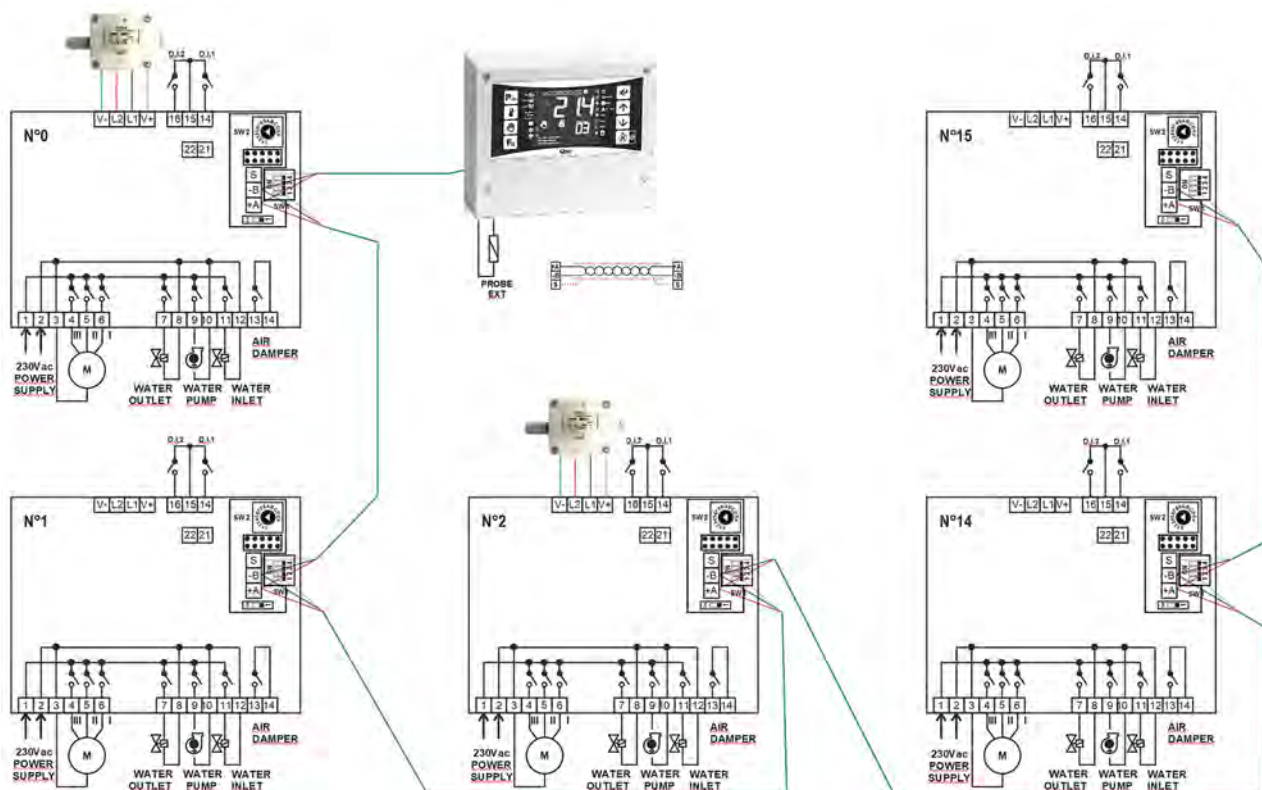 D.I.2 D.I.1
V- L2 L1 V+ 16 15 14
N°0
SW2
22 21
S
-B
+A
ON
1 2 3 4 5 6 7 8 9 10 11 12 13 14
III II I
M
230Vac
POWER
SUPPLY
WATER
OUTLET
WATER
PUMP
WATER
INLET
AIR
DAMPER
21.4
03
PROBE
EXT
D.I.2 D.I.1
V- L2 L1 V+ 16 15 14
N°15
SW2
22 21
S
-B
+A
ON
1 2 3 4 5 6 7 8 9 10 11 12 13 14
III II I
M
230Vac
POWER
SUPPLY
WATER
OUTLET
WATER
PUMP
WATER
INLET
AIR
DAMPER
D.I.2 D.I.1
V- L2 L1 V+ 16 15 14
N°1
SW2
22 21
S
-B
+A
1 2 3 4 5 6 7 8 9 10 11 12 13 14
III II I
M
230Vac
POWER
SUPPLY
WATER
OUTLET
WATER
PUMP
WATER
INLET
AIR
DAMPER
D.I.2 D.I.1
V- L2 L1 V+ 16 15 14
N°2
SW2
22 21
S
-B
+A
1 2 3 4 5 6 7 8 9 10 11 12 13 14
III II I
M
230Vac
POWER
SUPPLY
WATER
OUTLET
WATER
PUMP
WATER
INLET
AIR
DAMPER
D.I.2 D.I.1
V- L2 L1 V+ 16 15 14
N°14
SW2
22 21
S
-B
+A
1 2 3 4 5 6 7 8 9 10 11 12 13 14
III II I
M
230Vac
POWER
SUPPLY
WATER
OUTLET
WATER
PUMP
WATER
INLET
AIR
DAMPER